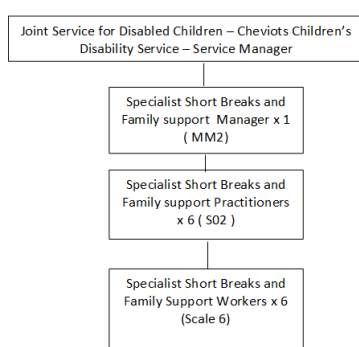 Joint Service for Disabled Children – Cheviots Children’s
Disability Service – Service Manager
Specialist Short Breaks and
Family support  Manager x 1
( MM2)
Specialist Short Breaks and
Family support Practitioners
x 6 ( S02 )
Specialist Short Breaks and
Family Support Workers x 6
(Scale 6)